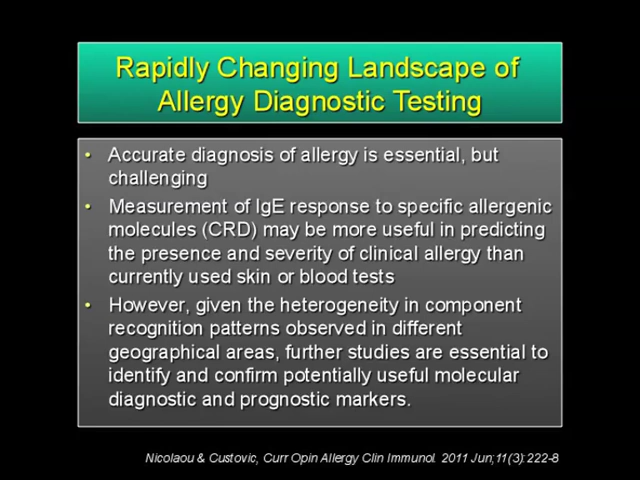 Rapidly Changing Landscape of
Allergy Diagnostic Testing
• Accurate diagnosis of allergy is essential, but
challenging
• Measurement of IgE response to specific allergenic
molecules (CRD) may be more useful in predicting
the presence and severity of clinical allergy than
currently used skin or blood tests
• However, given the heterogeneity in component
recognition patterns observed in different
geographical areas, further studies are essential to
identify and confirm potentially useful molecular
diagnostic and prognostic markers.
Nicolaou & Custovic, Curr Opin Allergy Clin Immunol. 2011 Jun;11(3):222-8